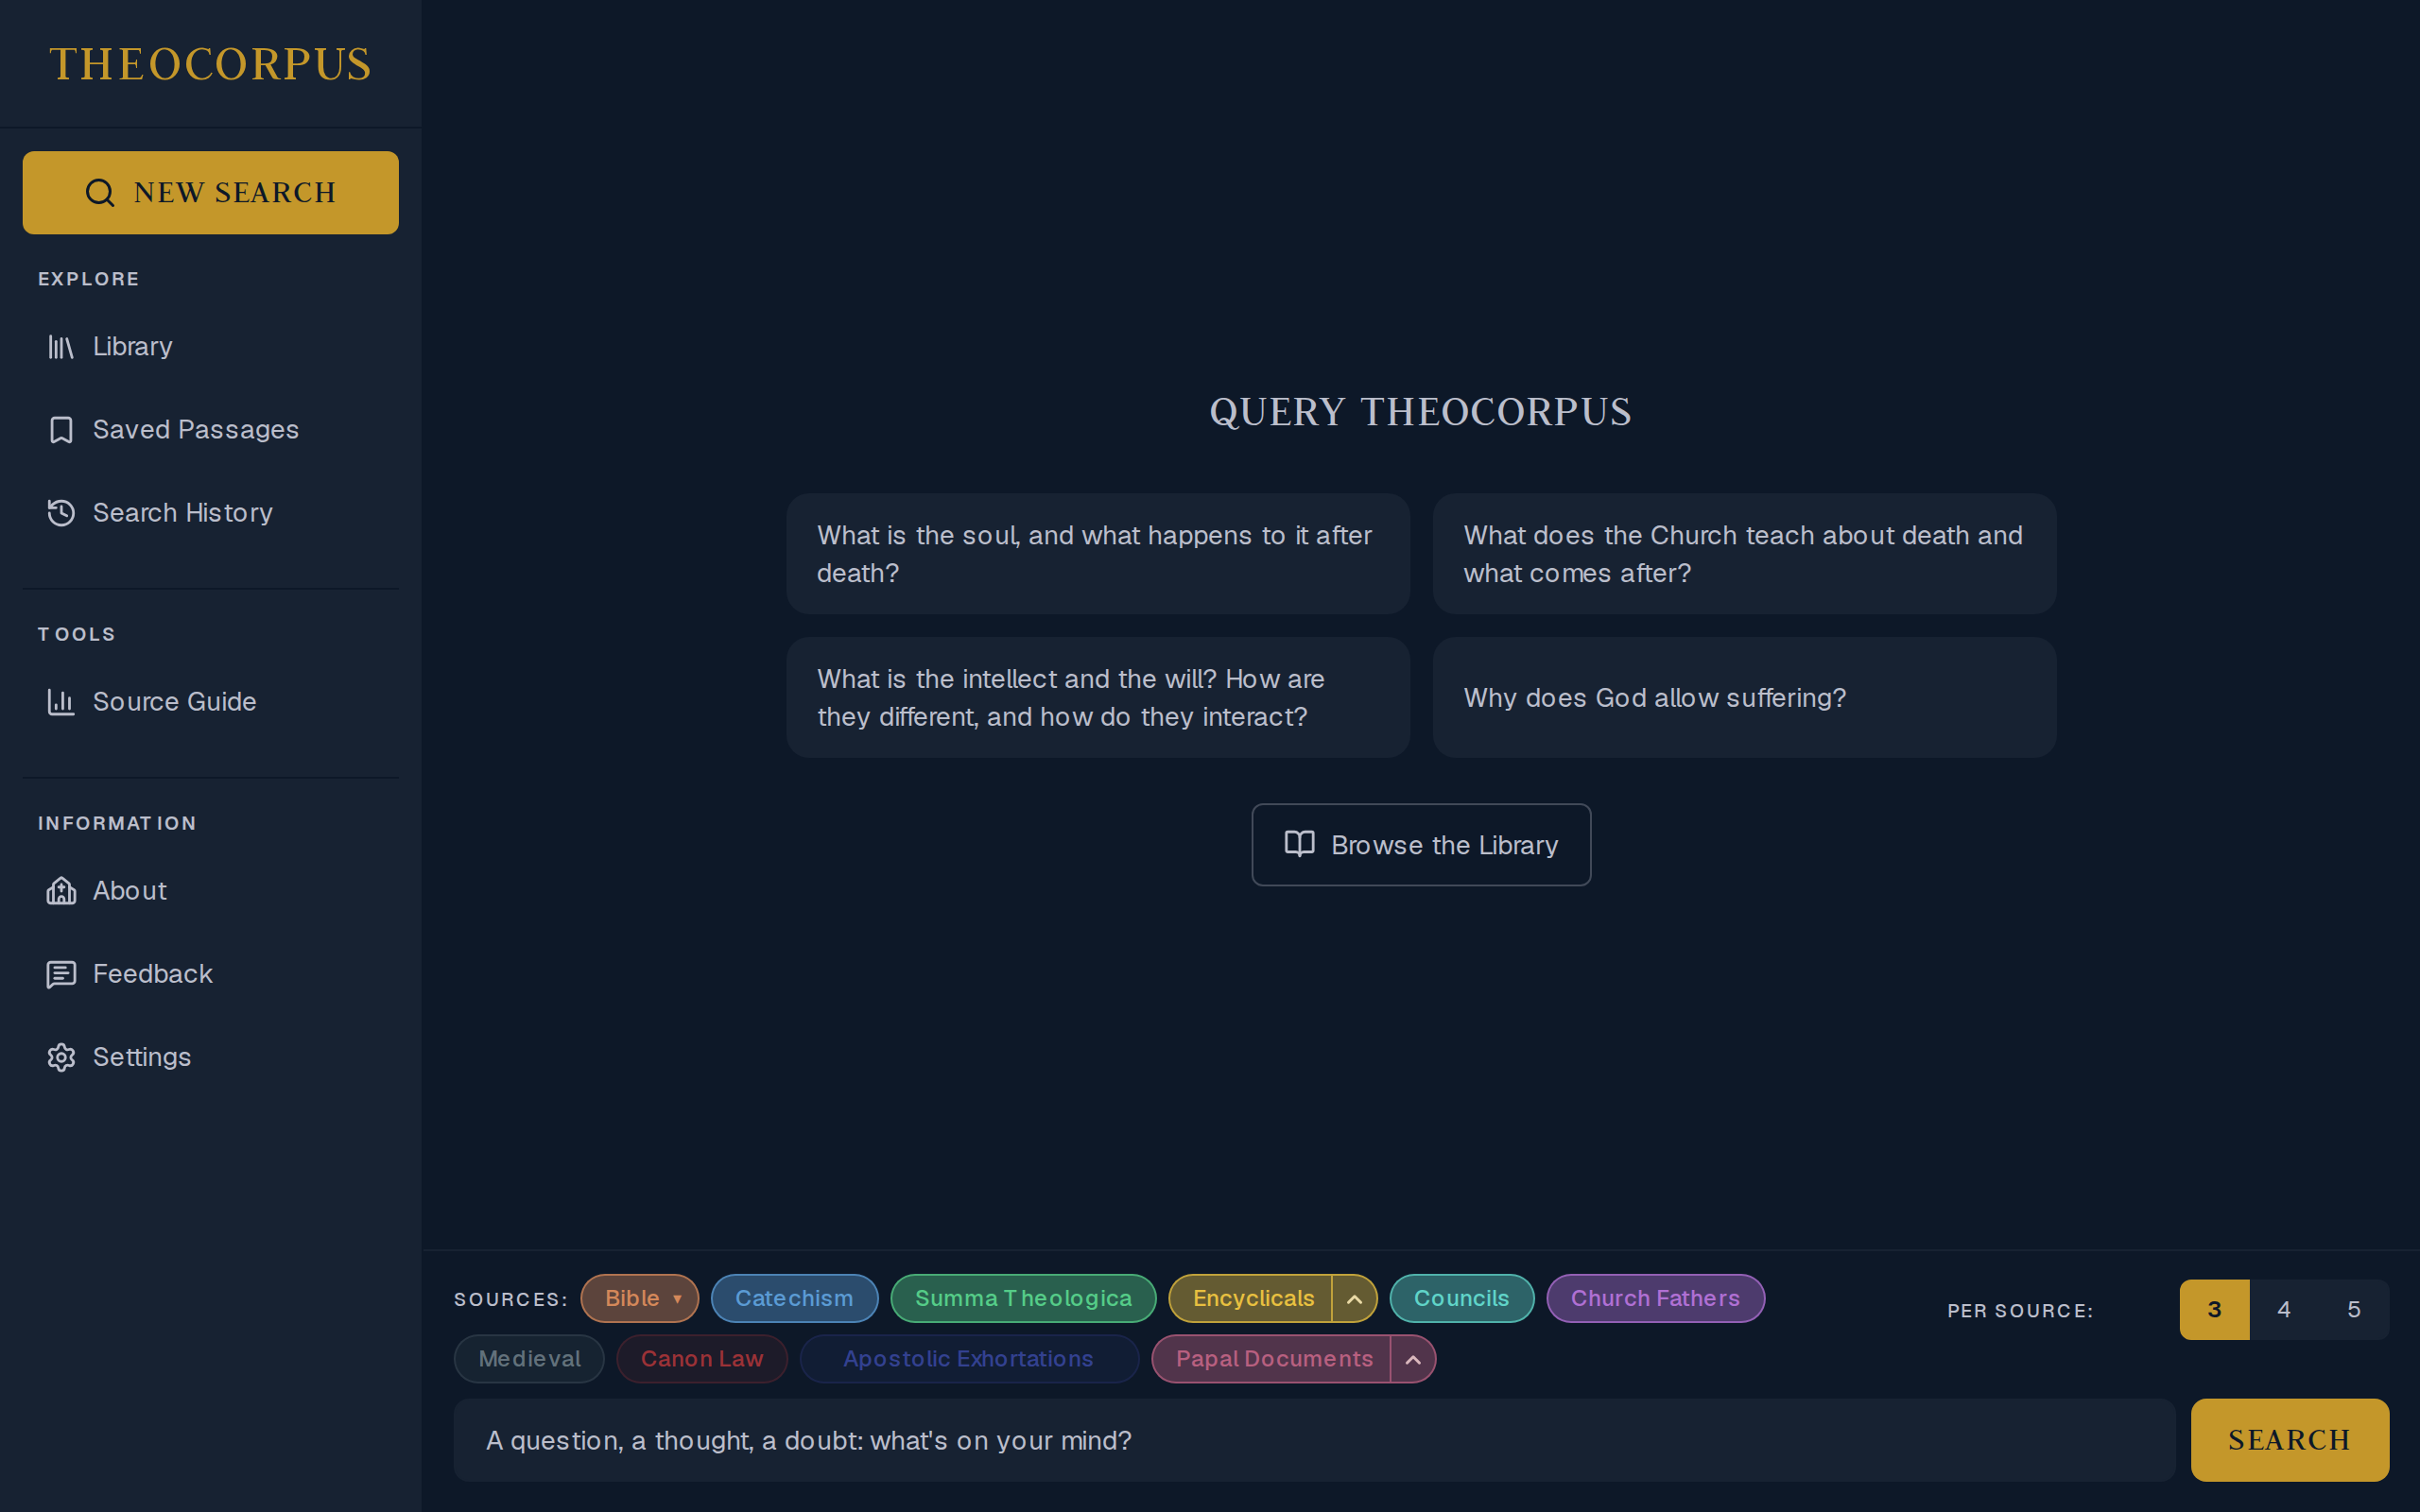 THEOCORPUS
NEW SEARCH
EXPLORE
Library
Saved Passages
Search History
TOOLS
Source Guide
INFORMATION
About
Feedback
Settings
QUERY THEOCORPUS
What is the soul, and what happens to it after
death?
What does the Church teach about death and
what comes after?
What is the intellect and the will? How are
they different, and how do they interact?
Why does God allow suffering?
Browse the Library
SOURCES: Bible ▾ Catechism Summa Theologica Encyclicals Councils Church Fathers
Medieval Canon Law Apostolic Exhortations Papal Documents
PER SOURCE: 3 4 5
A question, a thought, a doubt: what's on your mind?
SEARCH